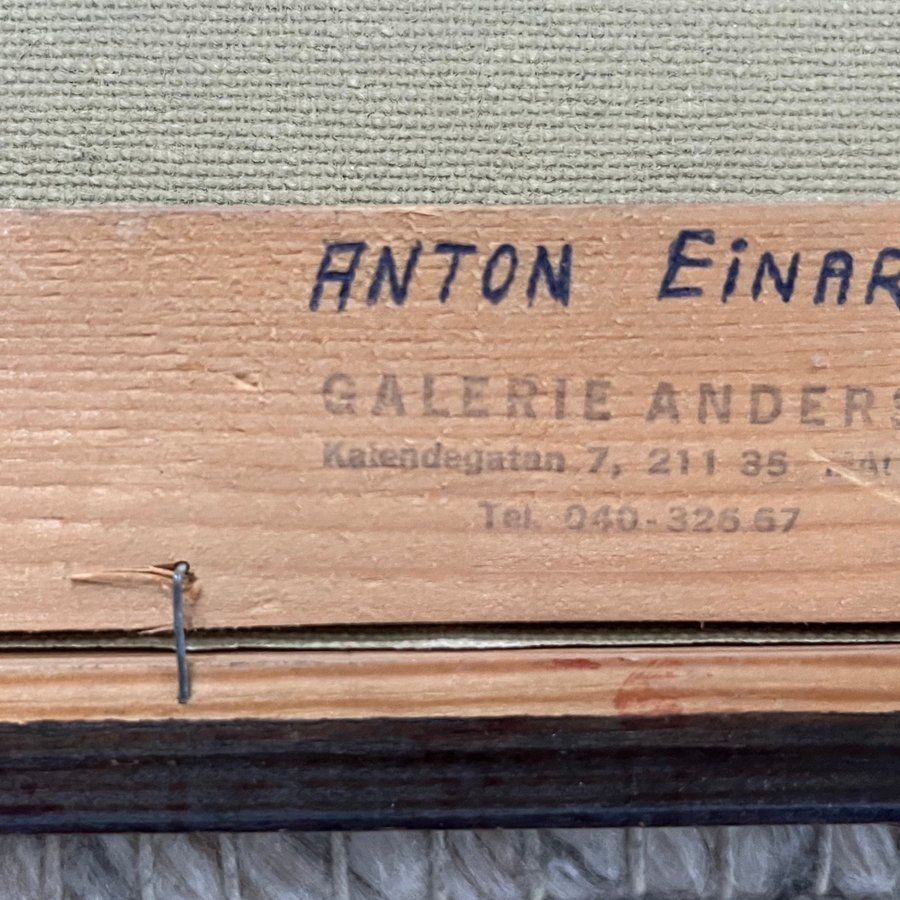 ANTON EINAR
GALERIE ANDERS
Kalendegatan 7, 211 35
Tel. 040-326 67